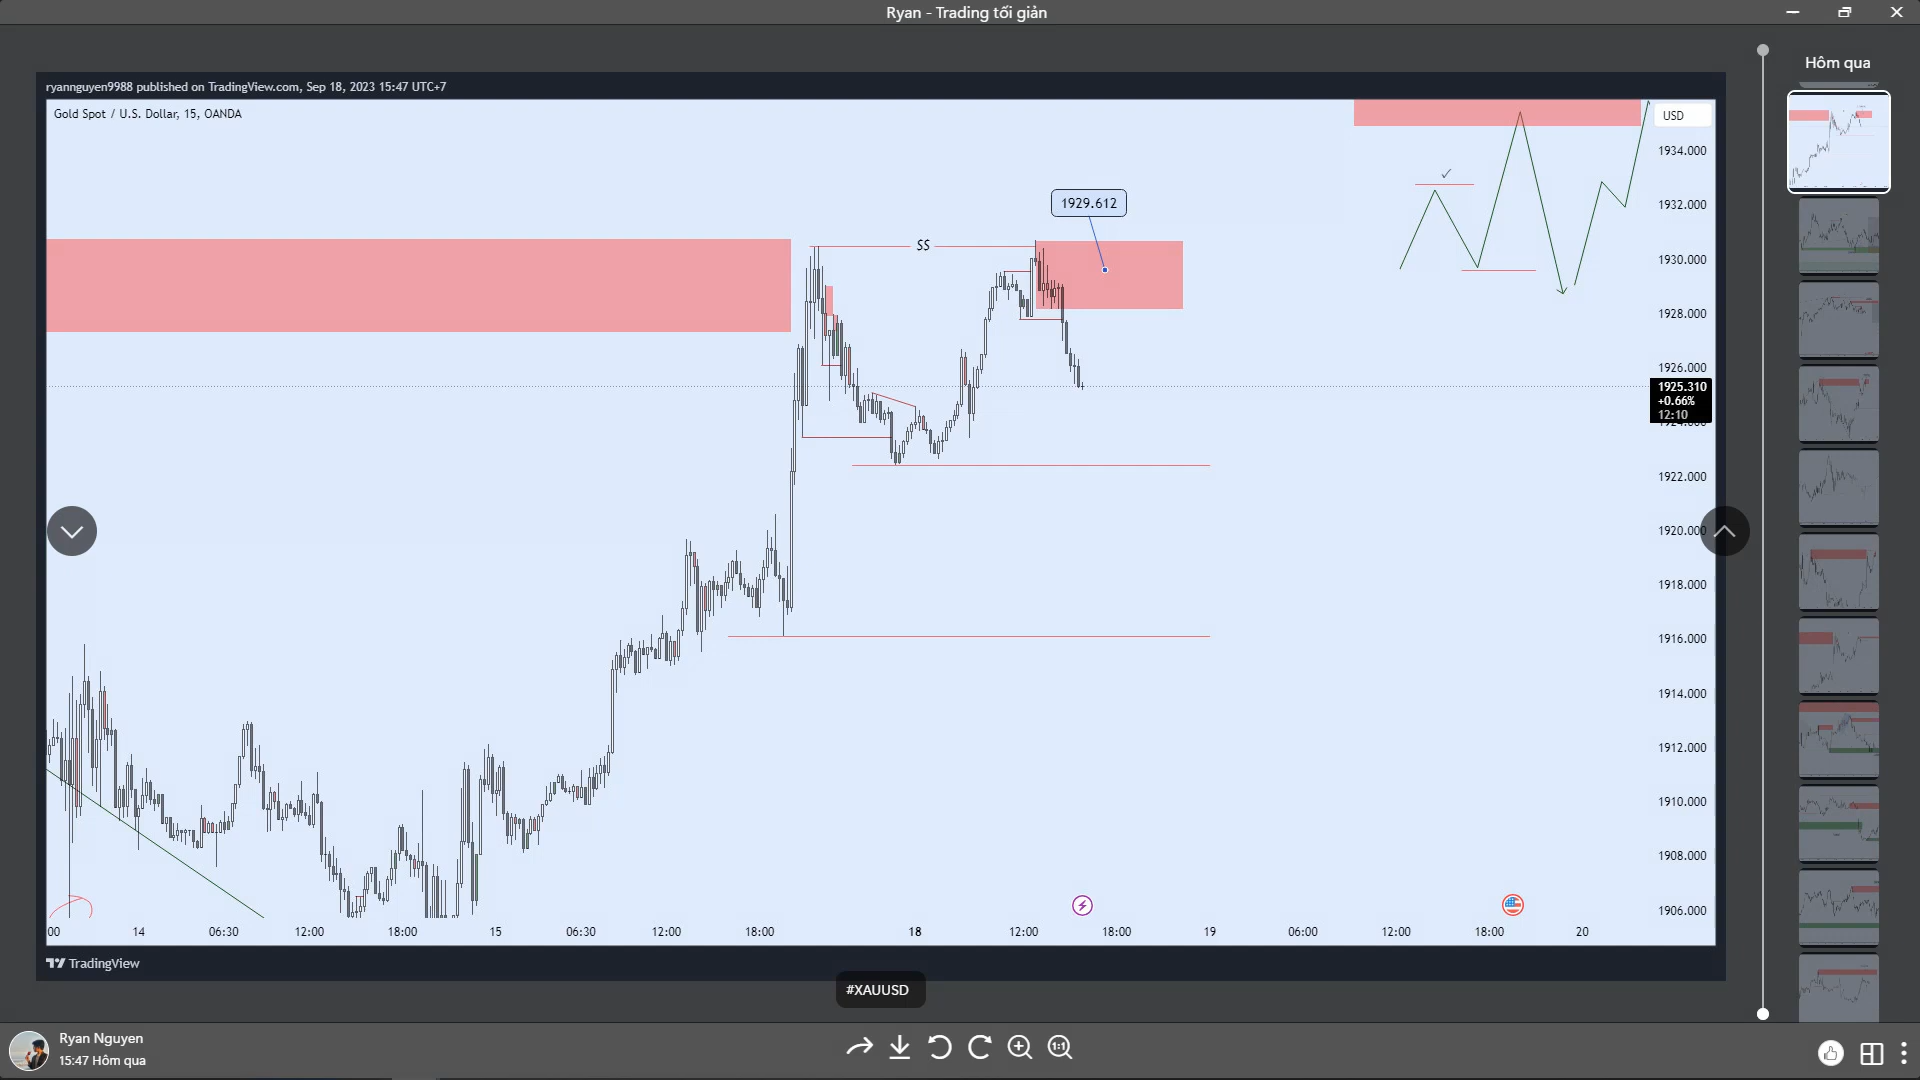 Ryan - Trading tối giản
Hôm qua
ryannguyen9988 published on TradingView.com, Sep 18, 2023 15:47 UTC+7
Gold Spot / U.S. Dollar, 15, OANDA
USD
1934.000
1932.000
1930.000
1928.000
1926.000
1925.310
+0.66%
12:10
1924.000
1922.000
1920.000
1918.000
1916.000
1914.000
1912.000
1910.000
1908.000
1906.000
1929.612
$$
00 14 06:30 12:00 18:00 15 06:30 12:00 18:00 18 12:00 18:00 19 06:00 12:00 18:00 20
TradingView
#XAUUSD
Ryan Nguyen
15:47 Hôm qua
1:1